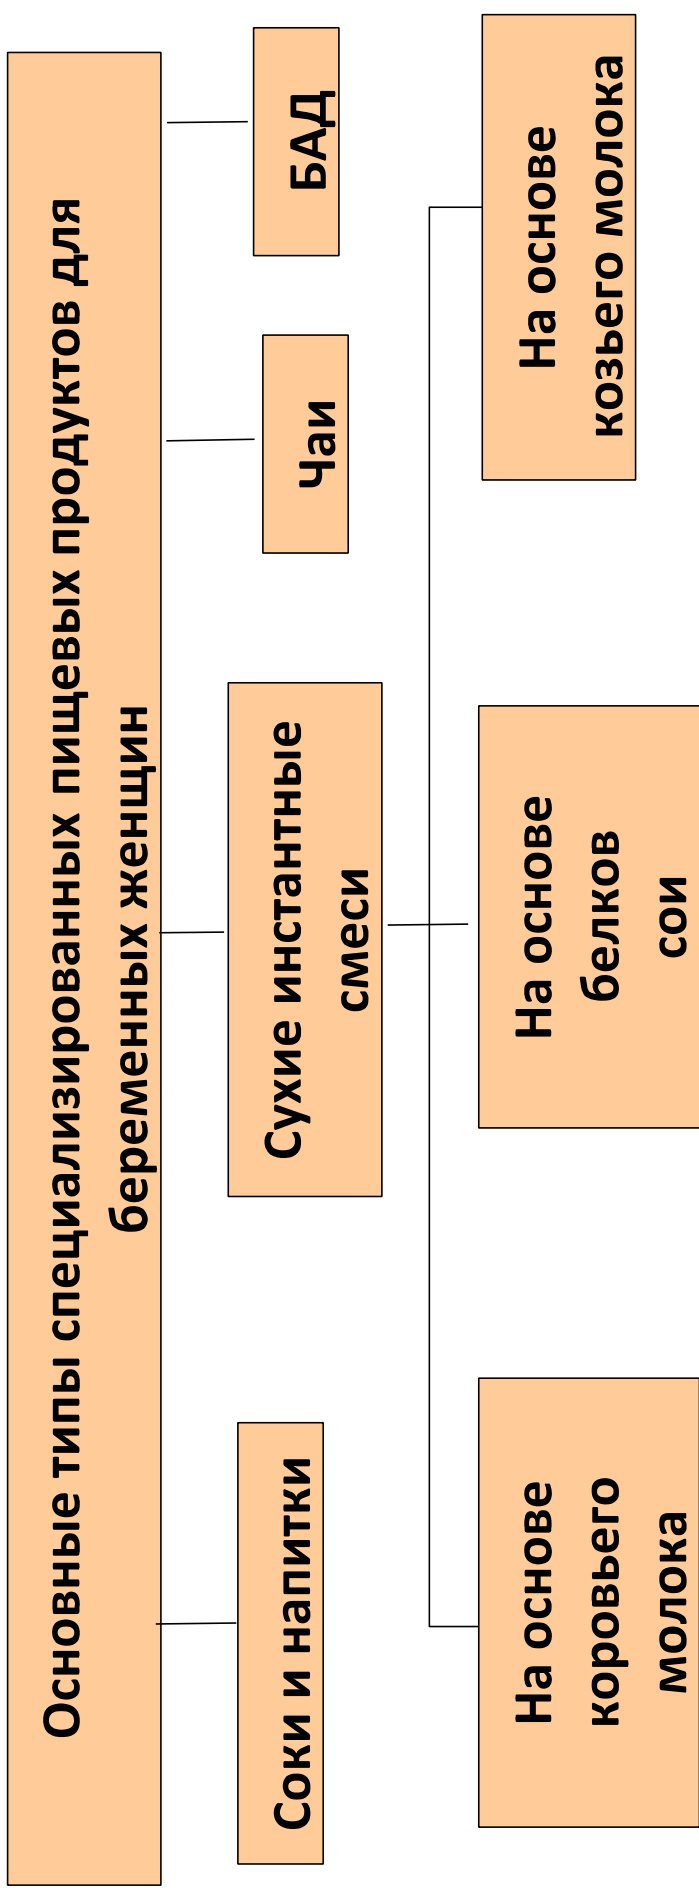 Основные типы специализированных пищевых продуктов для
беременных женщин
Соки и напитки
Сухие инстантные
смеси
Чаи
БАД
На основе
коровьего
молока
На основе
белков
сои
На основе
козьего молока